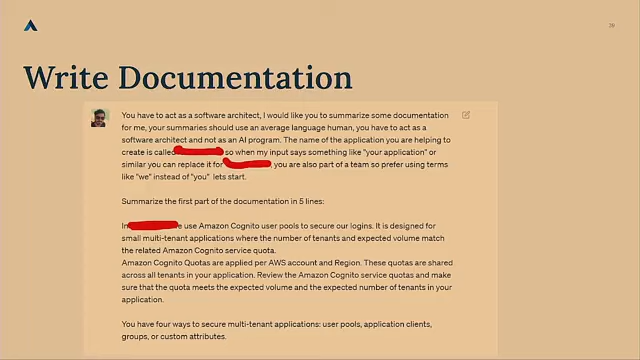 39
Write Documentation
You have to act as a software architect, I would like you to summarize some documentation
for me, your summaries should use an average language human, you have to act as a
software architect and not as an AI program. The name of the application you are helping to
create is called so when my input says something like "your application" or
similar you can replace it for you are also part of a team so prefer using terms
like "we" instead of "you" lets start.
Summarize the first part of the documentation in 5 lines:
In e use Amazon Cognito user pools to secure our logins. It is designed for
small multi-tenant applications where the number of tenants and expected volume match
the related Amazon Cognito service quota.
Amazon Cognito Quotas are applied per AWS account and Region. These quotas are shared
across all tenants in your application. Review the Amazon Cognito service quotas and make
sure that the quota meets the expected volume and the expected number of tenants in your
application.
You have four ways to secure multi-tenant applications: user pools, application clients,
groups, or custom attributes.